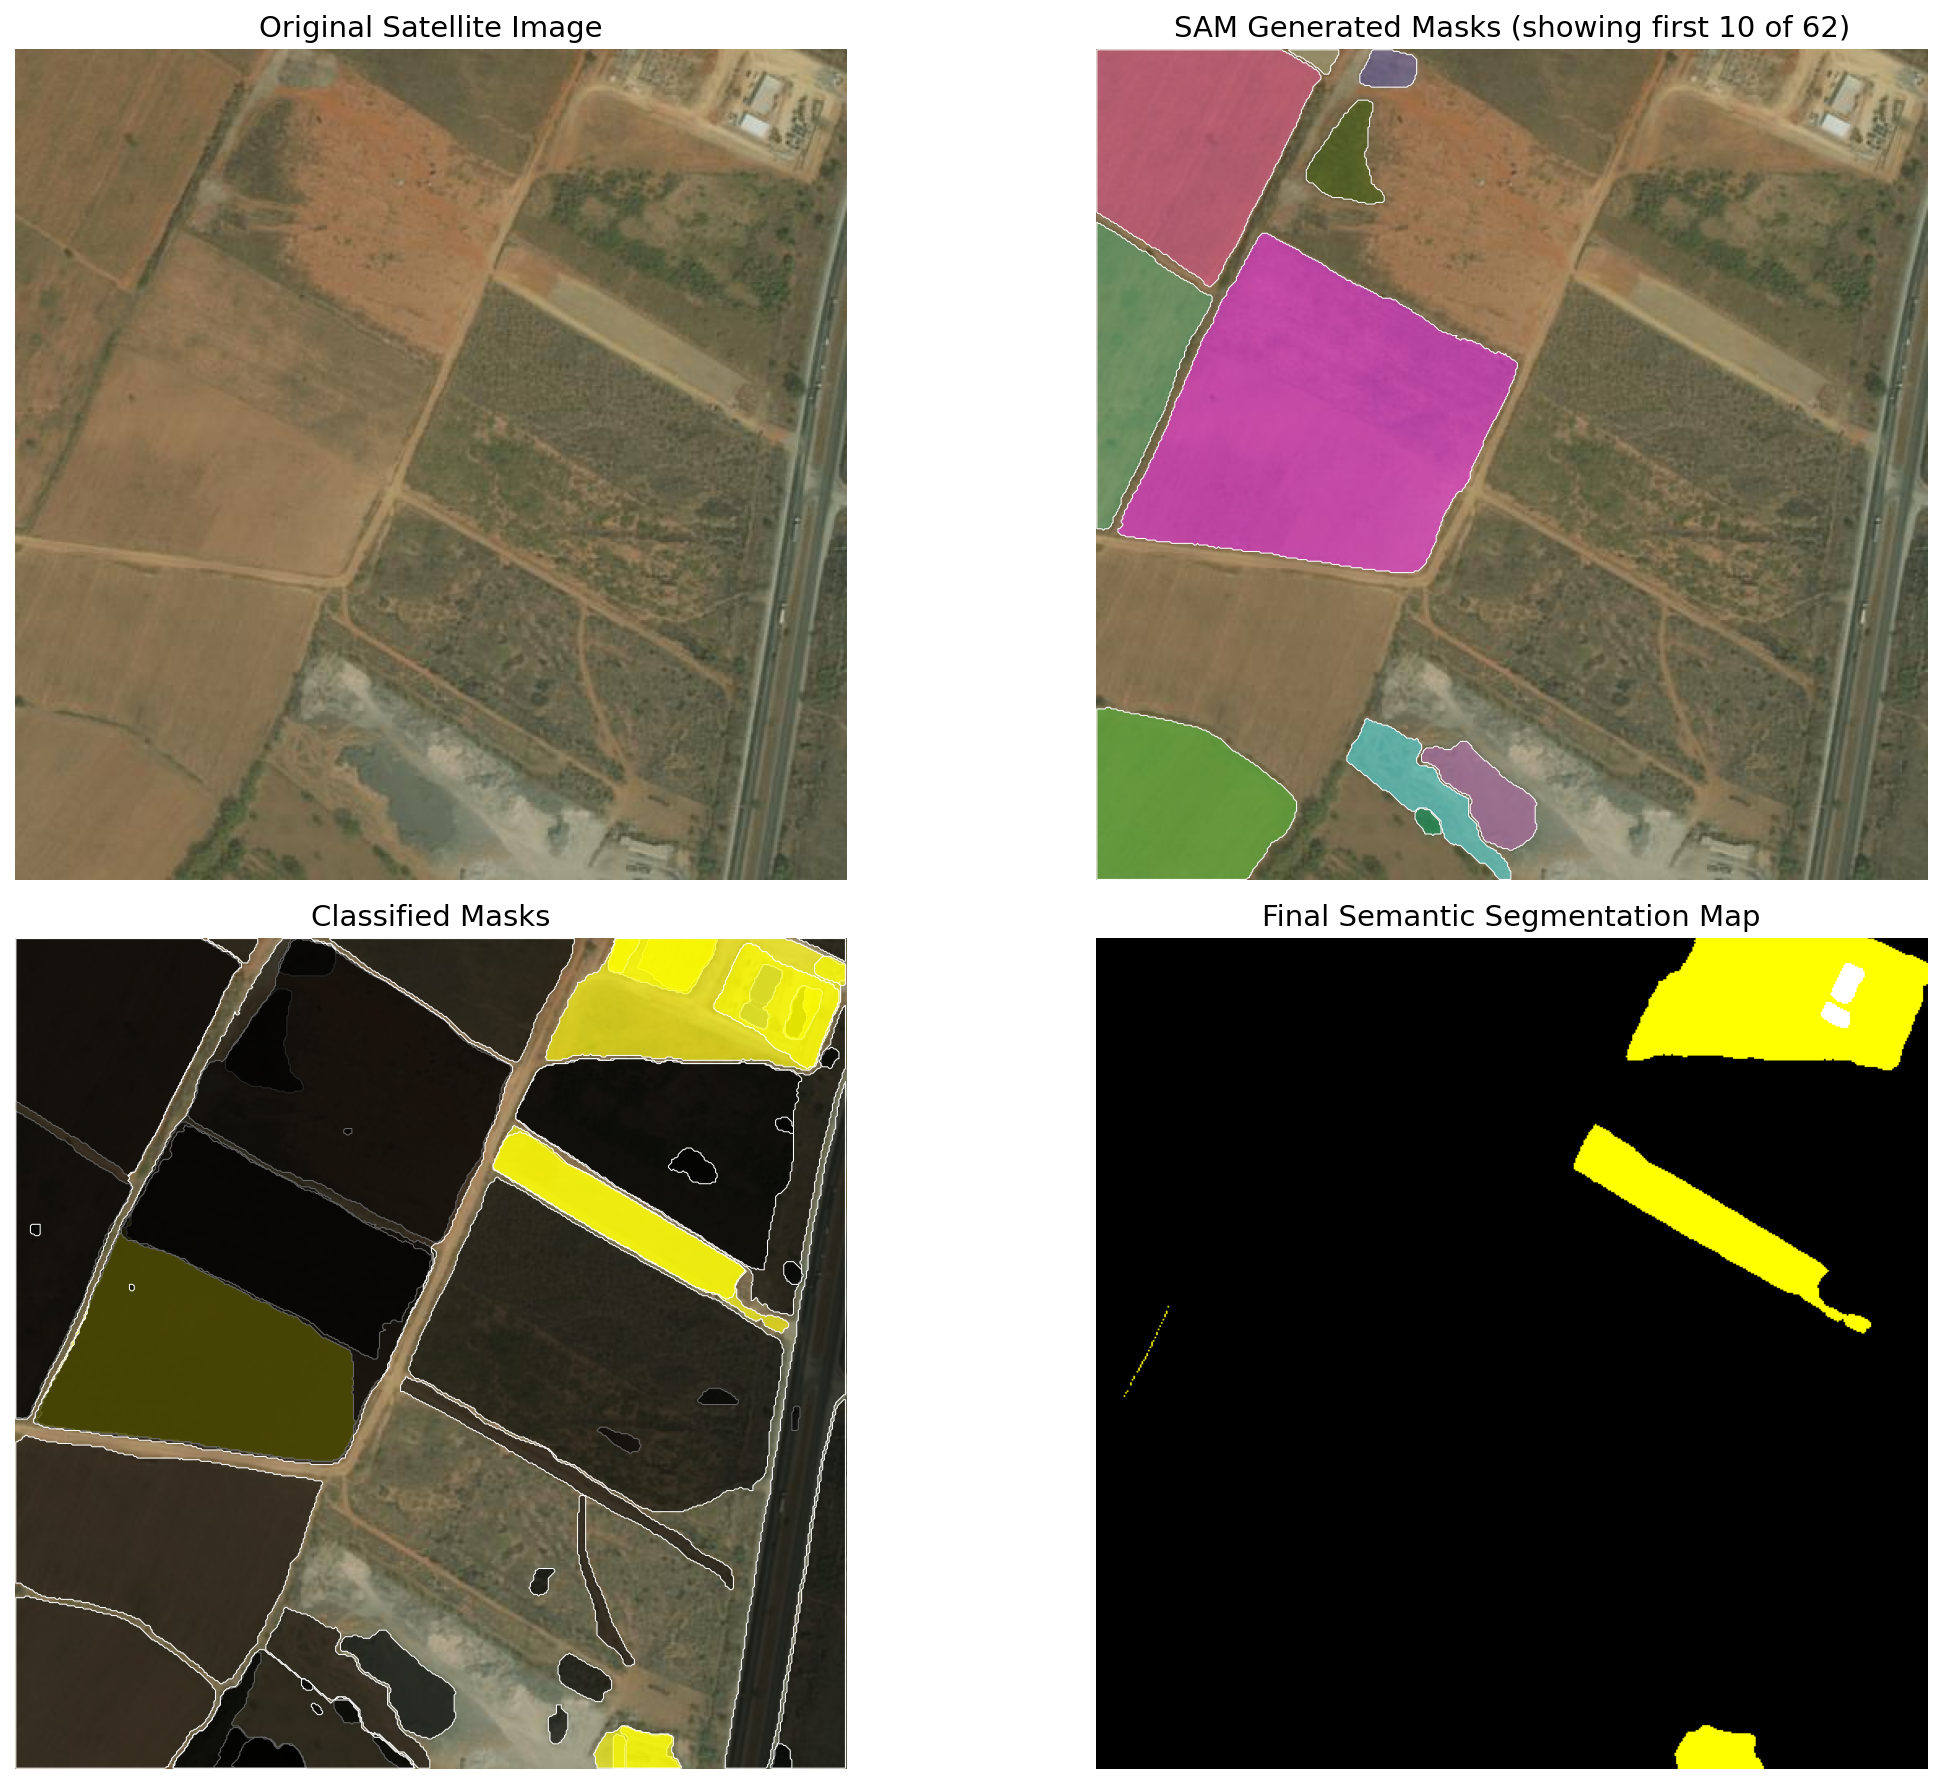 Original Satellite Image
SAM Generated Masks (showing first 10 of 62)
Classified Masks
Final Semantic Segmentation Map